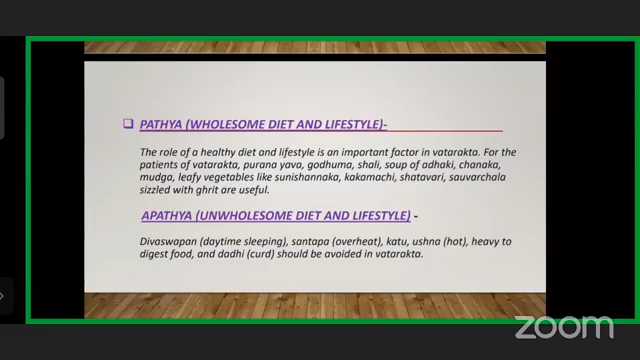 PATHYA (WHOLESOME DIET AND LIFESTYLE)-
The role of a healthy diet and lifestyle is an important factor in vatarakta. For the
patients of vatarakta, purana yava, godhuma, shali, soup of adhaki, chanaka,
mudga, leafy vegetables like sunishannaka, kakamachi, shatavari, sauvarchala
sizzled with ghrit are useful.
APATHYA (UNWHOLESOME DIET AND LIFESTYLE) -
Divaswapan (daytime sleeping), santapa (overheat), katu, ushna (hot), heavy to
digest food, and dadhi (curd) should be avoided in vatarakta.
zoom